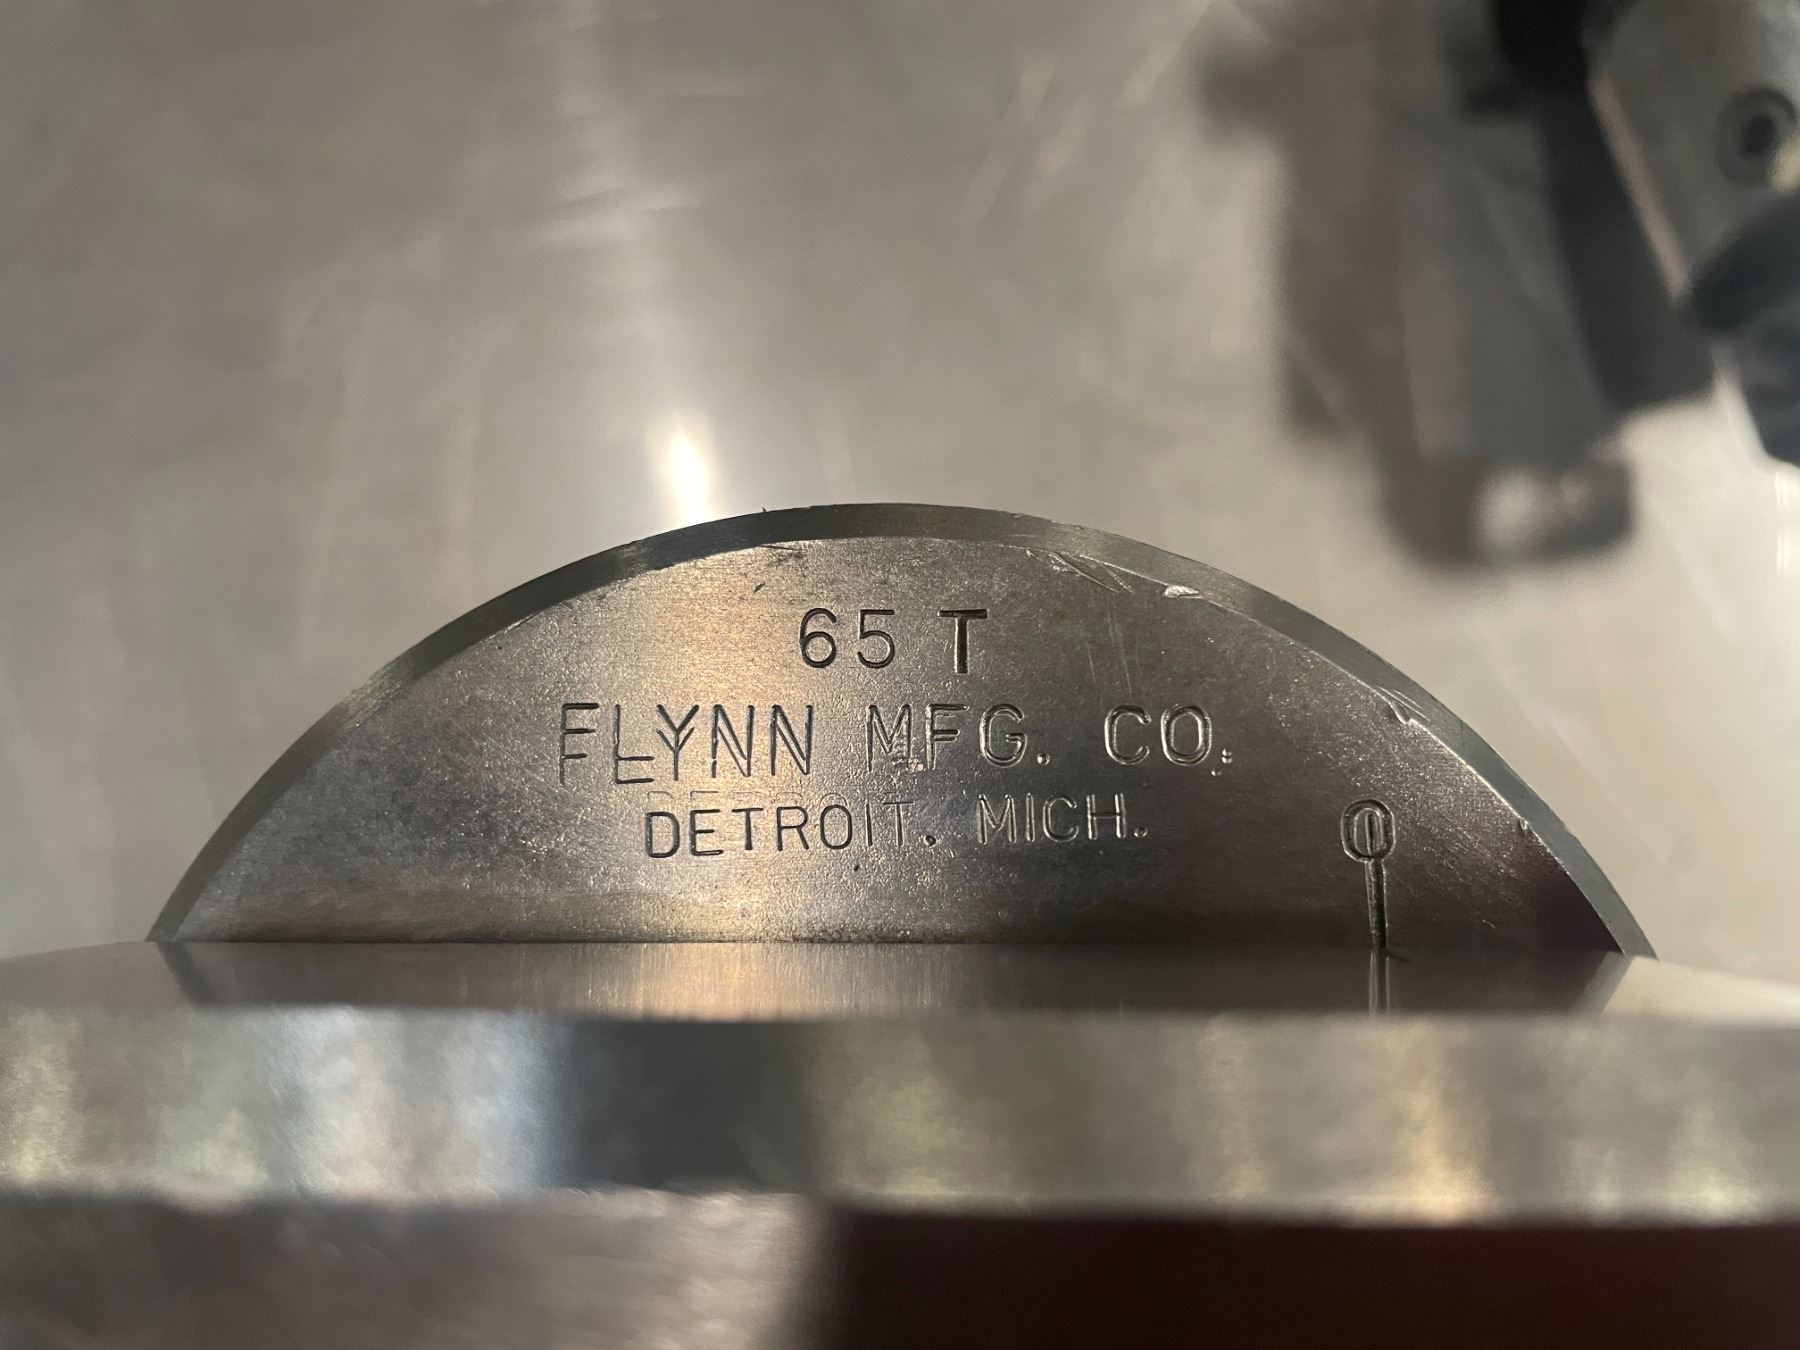 65 T
FLYNN MFG. CO.
DETROIT. MICH.
0